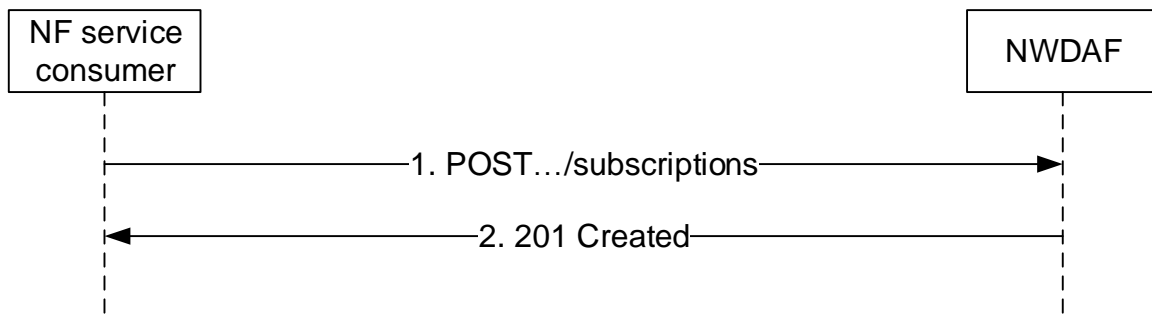 NF service
consumer
NWDAF
1. POST…/subscriptions
2. 201 Created